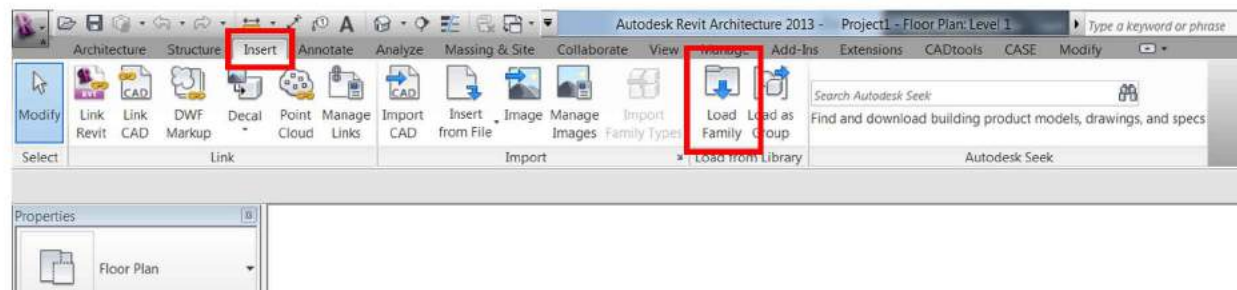 Autodesk Revit Architecture 2013 - Project1 - Floor Plan: Level 1 Type a keyword or phrase
Architecture Structure Insert Annotate Analyze Massing & Site Collaborate View Manage Add-Ins Extensions CADtools CASE Modify
Modify Link Revit Link CAD DWF Markup Decal Point Cloud Manage Links Import CAD Insert from File Image Manage Images Import Family Types Load Family Load as Group
Search Autodesk Seek
Find and download building product models, drawings, and specs
Select Link Import Load from Library Autodesk Seek
Properties
Floor Plan